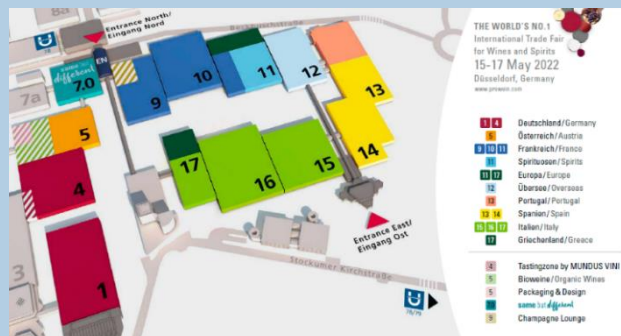 Entrance North/
Eingang Nord
EN
same but
different
7.0
7a
5
4
1
9
10
11
12
13
14
15
16
17
Entrance East/
Eingang Ost
Stockumer Kirchstraße
78/79
THE WORLD'S NO.1
International Trade Fair
for Wines and Spirits
15-17 May 2022
Düsseldorf, Germany
www.prowein.com
1 4 Deutschland/Germany
5 Österreich/Austria
9 10 11 Frankreich/France
11 Spirituosen/Spirits
11 17 Europa/Europe
12 Übersee/Overseas
13 Portugal/Portugal
13 14 Spanien/Spain
15 16 17 Italien/Italy
17 Griechenland/Greece
4 Tastingzone by MUNDUS VINI
5 Bioweine/Organic Wines
5 Packaging & Design
same but different
9 Champagne Lounge